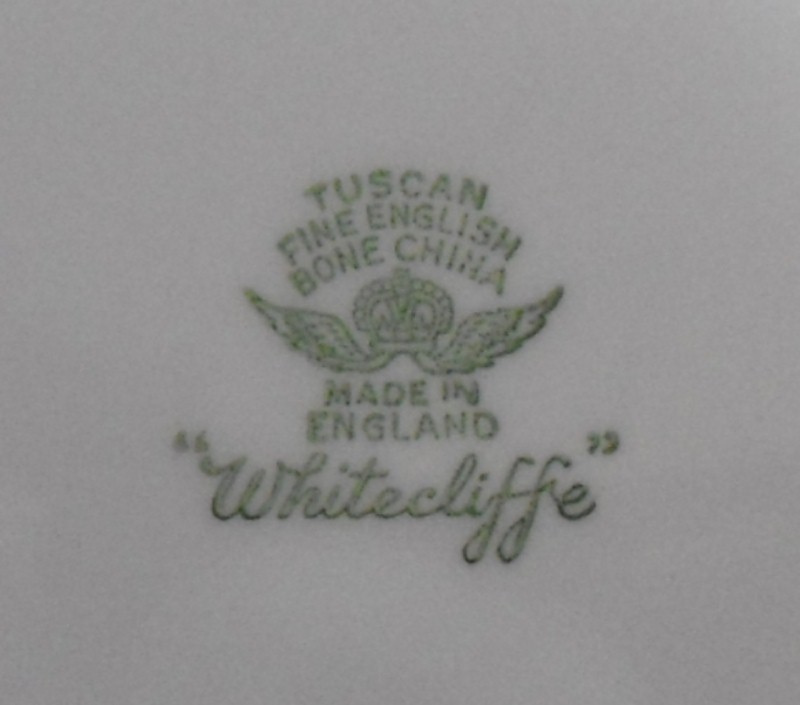 TUSCAN
FINE ENGLISH
BONE CHINA
MADE IN
ENGLAND
"Whitecliffe"